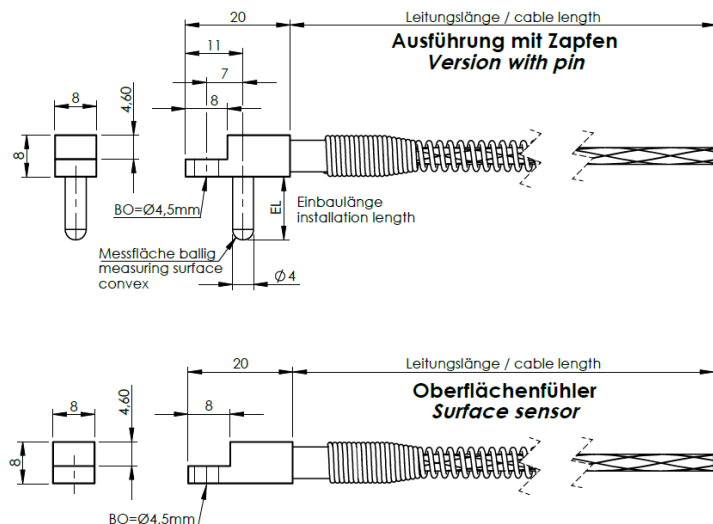 20
Leitungslänge / cable length
11
Ausführung mit Zapfen
Version with pin
7
8
4,60
8
8
BO=Ø4,5mm
EL
Einbaulänge
installation length
Messfläche ballig
measuring surface
convex
Ø4
20
Leitungslänge / cable length
8
4,60
8
Oberflächenfühler
Surface sensor
8
BO=Ø4,5mm